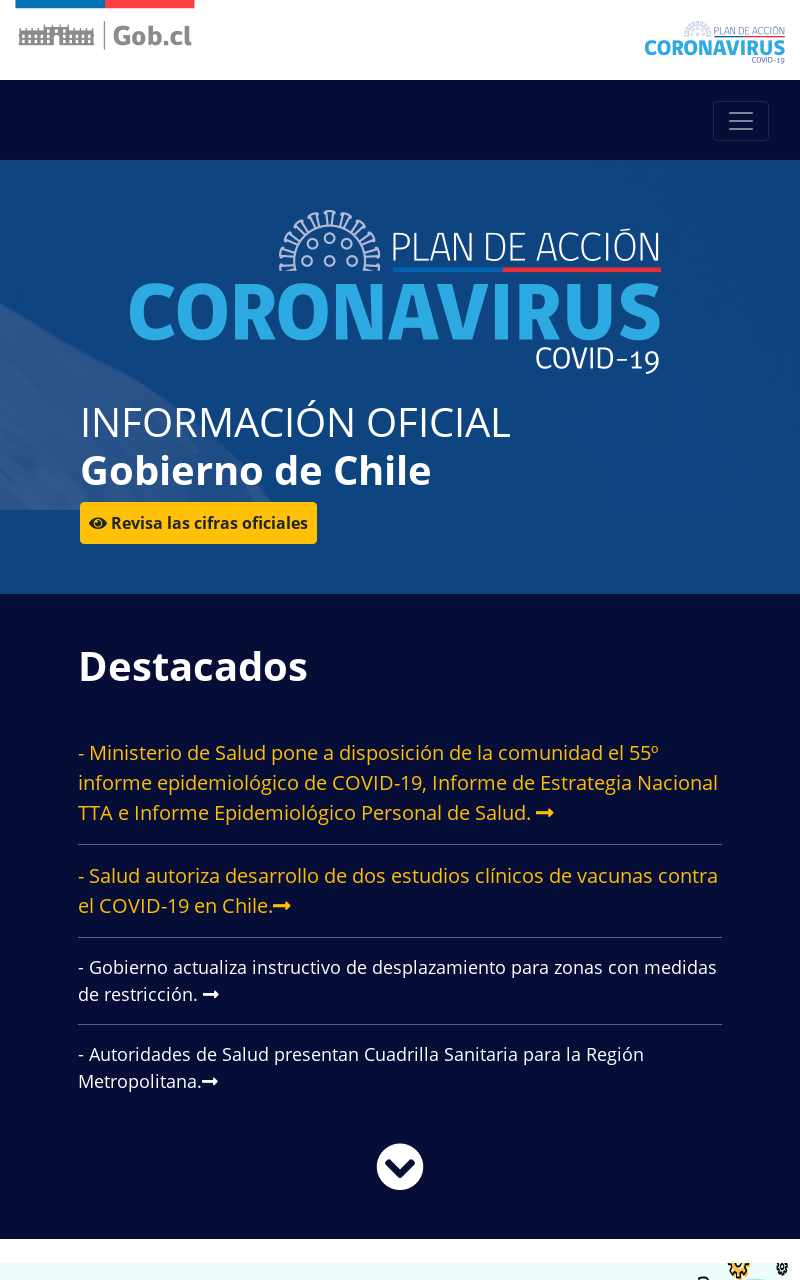 Gob.cl
PLAN DE ACCIÓN
CORONAVIRUS
COVID-19
PLAN DE ACCIÓN
CORONAVIRUS
COVID-19
INFORMACIÓN OFICIAL
Gobierno de Chile
Revisa las cifras oficiales
Destacados
- Ministerio de Salud pone a disposición de la comunidad el 55º
informe epidemiológico de COVID-19, Informe de Estrategia Nacional
TTA e Informe Epidemiológico Personal de Salud.
- Salud autoriza desarrollo de dos estudios clínicos de vacunas contra
el COVID-19 en Chile.
- Gobierno actualiza instructivo de desplazamiento para zonas con medidas
de restricción.
- Autoridades de Salud presentan Cuadrilla Sanitaria para la Región
Metropolitana.